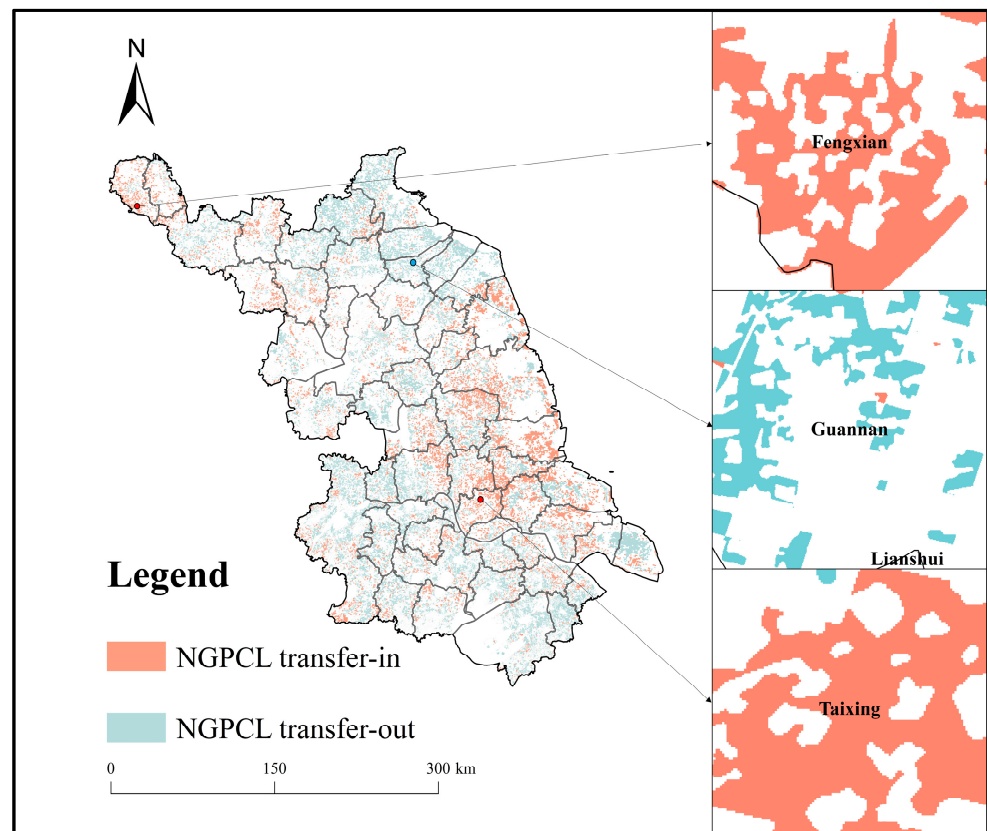 N
Fengxian
Guannan
Lianshui
Taixing
Legend
NGPCL transfer-in
NGPCL transfer-out
0 150 300 km